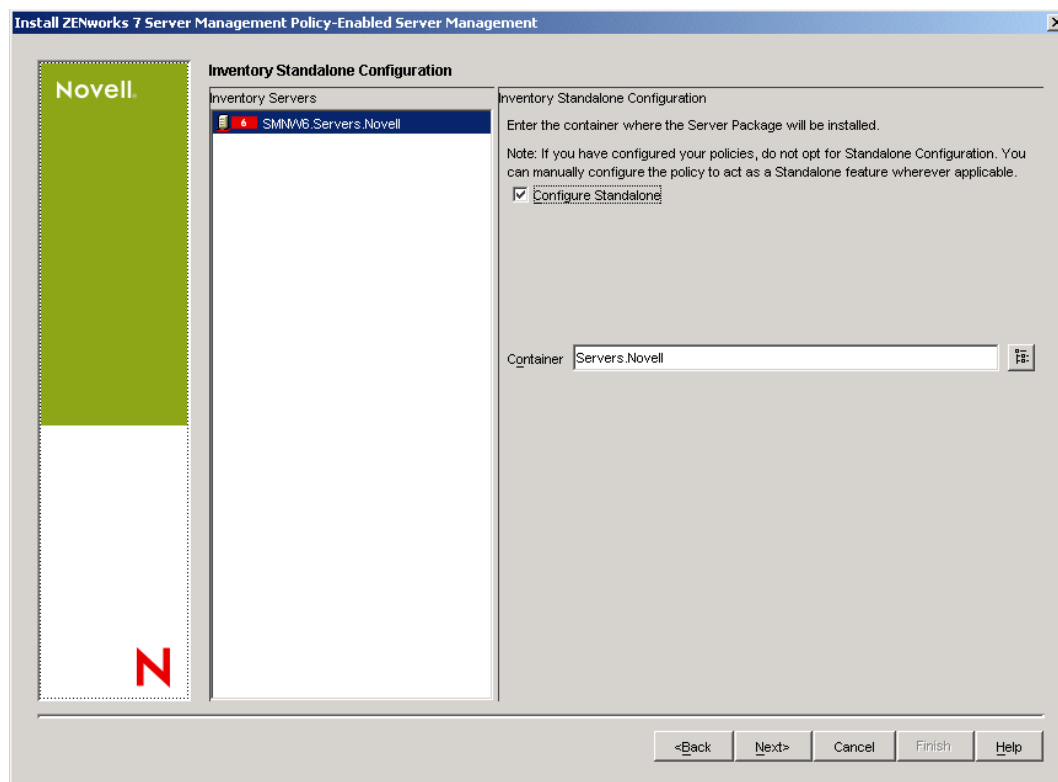 Install ZENworks 7 Server Management Policy-Enabled Server Management
Novell.
Inventory Standalone Configuration
Inventory Servers
6 SMNW6.Servers.Novell
Inventory Standalone Configuration
Enter the container where the Server Package will be installed.
Note: If you have configured your policies, do not opt for Standalone Configuration. You
can manually configure the policy to act as a Standalone feature wherever applicable.
Configure Standalone
Container Servers.Novell
N
<Back Next> Cancel Finish Help